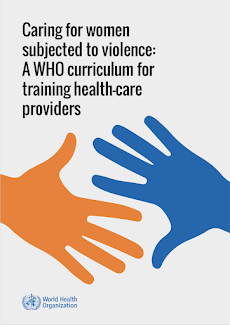 Caring for women
subjected to violence:
A WHO curriculum for
training health-care
providers
World Health
Organization